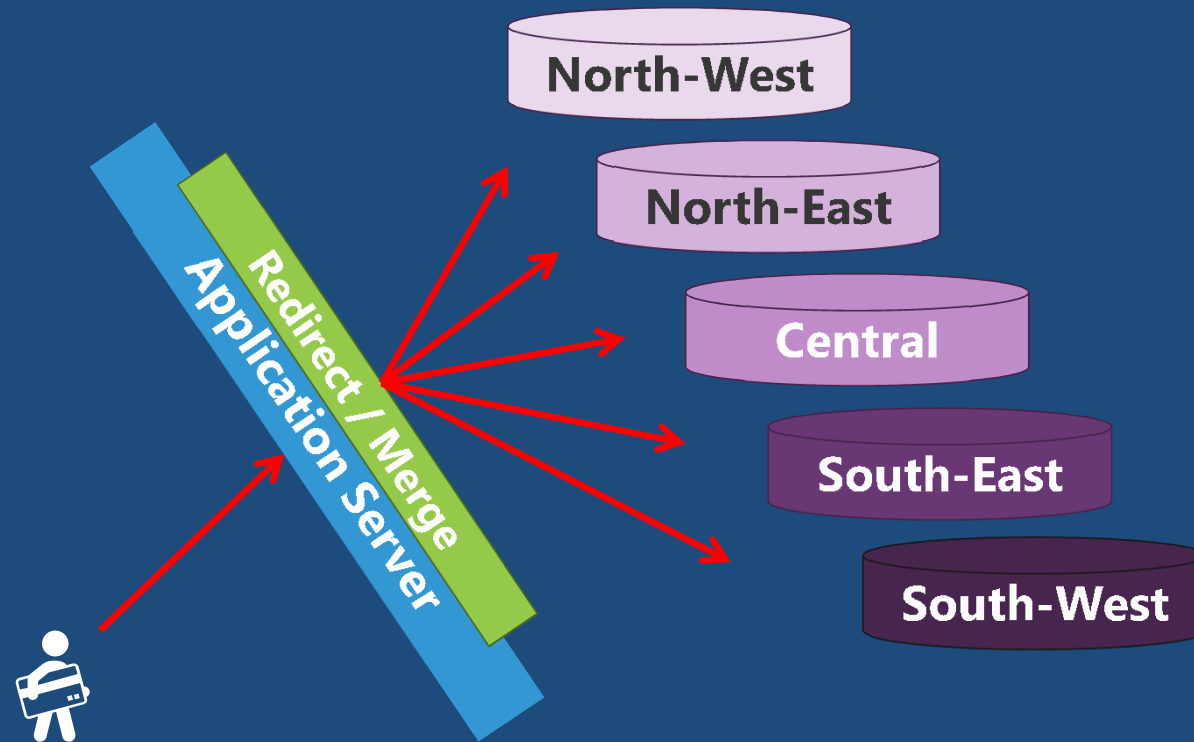 North-West
North-East
Central
South-East
South-West
Redirect / Merge
Application Server